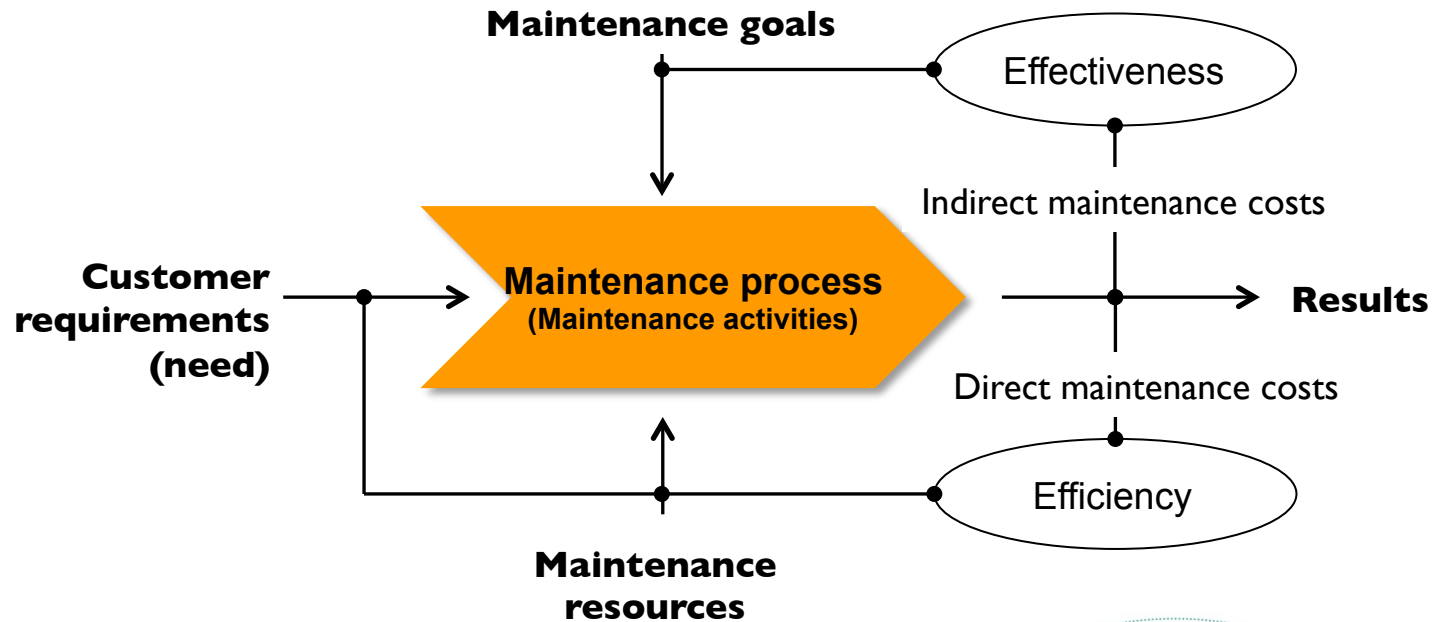 Maintenance goals
Effectiveness
Indirect maintenance costs
Customer
requirements
(need)
Maintenance process
(Maintenance activities)
Results
Direct maintenance costs
Efficiency
Maintenance
resources